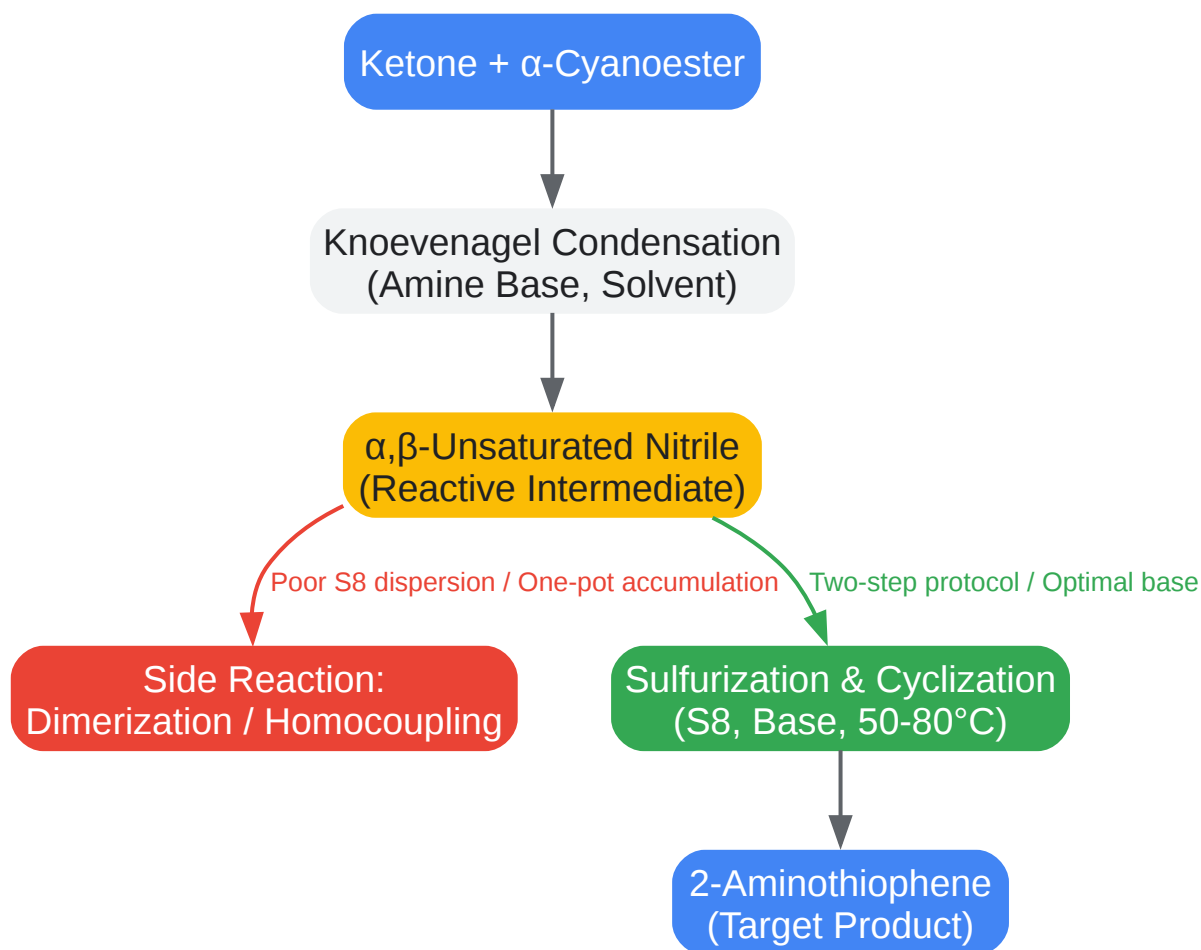 Ketone + α-Cyanoester
Knoevenagel Condensation
(Amine Base, Solvent)
α,β-Unsaturated Nitrile
(Reactive Intermediate)
Poor S8 dispersion / One-pot accumulation
Two-step protocol / Optimal base
Side Reaction:
Dimerization / Homocoupling
Sulfurization & Cyclization
(S8, Base, 50-80°C)
2-Aminothiophene
(Target Product)